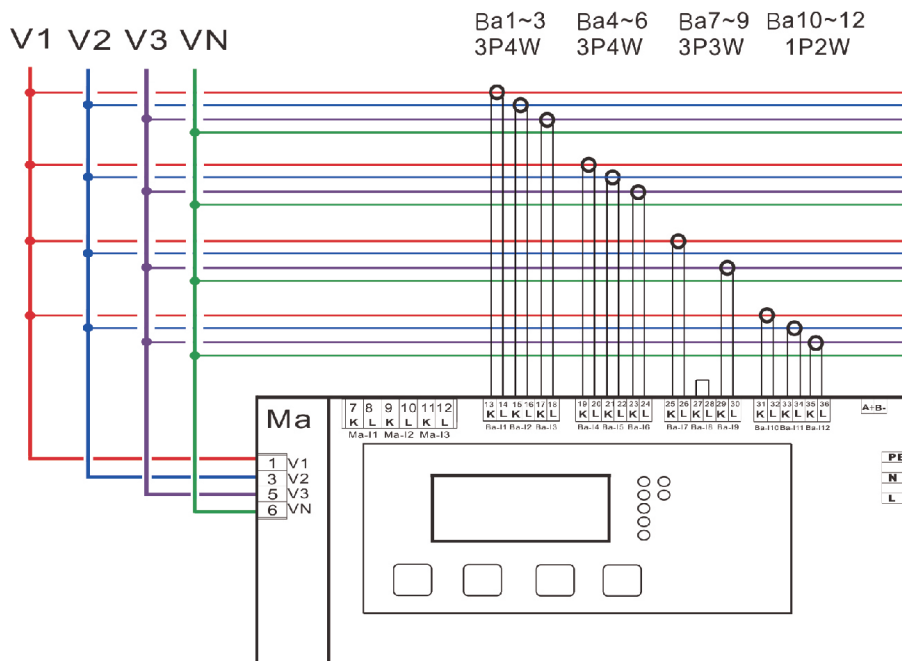 V1 V2 V3 VN
Ba1~3 Ba4~6 Ba7~9 Ba10~12
3P4W 3P4W 3P3W 1P2W
Ma
7 8 9 10 11 12
K L K L K L
Ma-I1 Ma-I2 Ma-I3
13 14 15 16 17 18
K L K L K L
Ba-I1 Ba-I2 Ba-I3
19 20 21 22 23 24
K L K L K L
Ba-I4 Ba-I5 Ba-I6
25 26 27 28 29 30
K L K L K L
Ba-I7 Ba-I8 Ba-I9
31 32 33 34 35 36
K L K L K L
Ba-I10 Ba-I11 Ba-I12
A+B-
1 V1
3 V2
5 V3
6 VN
PE
N
L